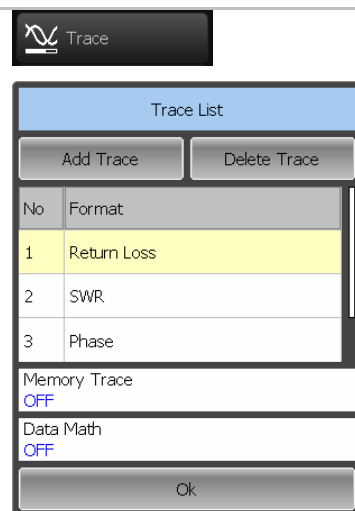 Trace
Trace List
Add Trace Delete Trace
No Format
1 Return Loss
2 SWR
3 Phase
Memory Trace
OFF
Data Math
OFF
Ok